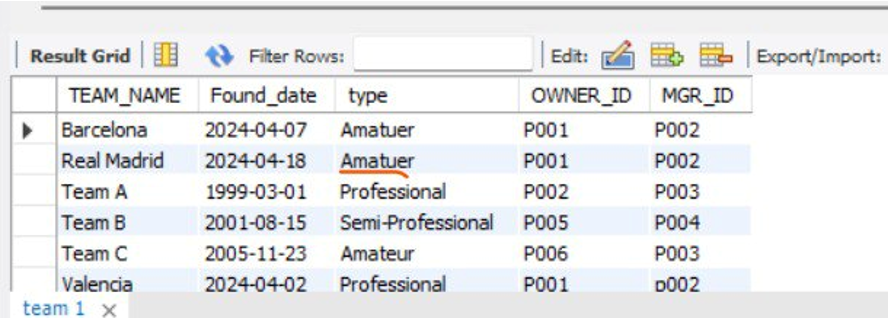 Result Grid Filter Rows: Edit: Export/Import:
TEAM_NAME Found_date type OWNER_ID MGR_ID
Barcelona 2024-04-07 Amatuer P001 P002
Real Madrid 2024-04-18 Amatuer P001 P002
Team A 1999-03-01 Professional P002 P003
Team B 2001-08-15 Semi-Professional P005 P004
Team C 2005-11-23 Amateur P006 P003
Valencia 2024-04-02 Professional P001 p002
team 1